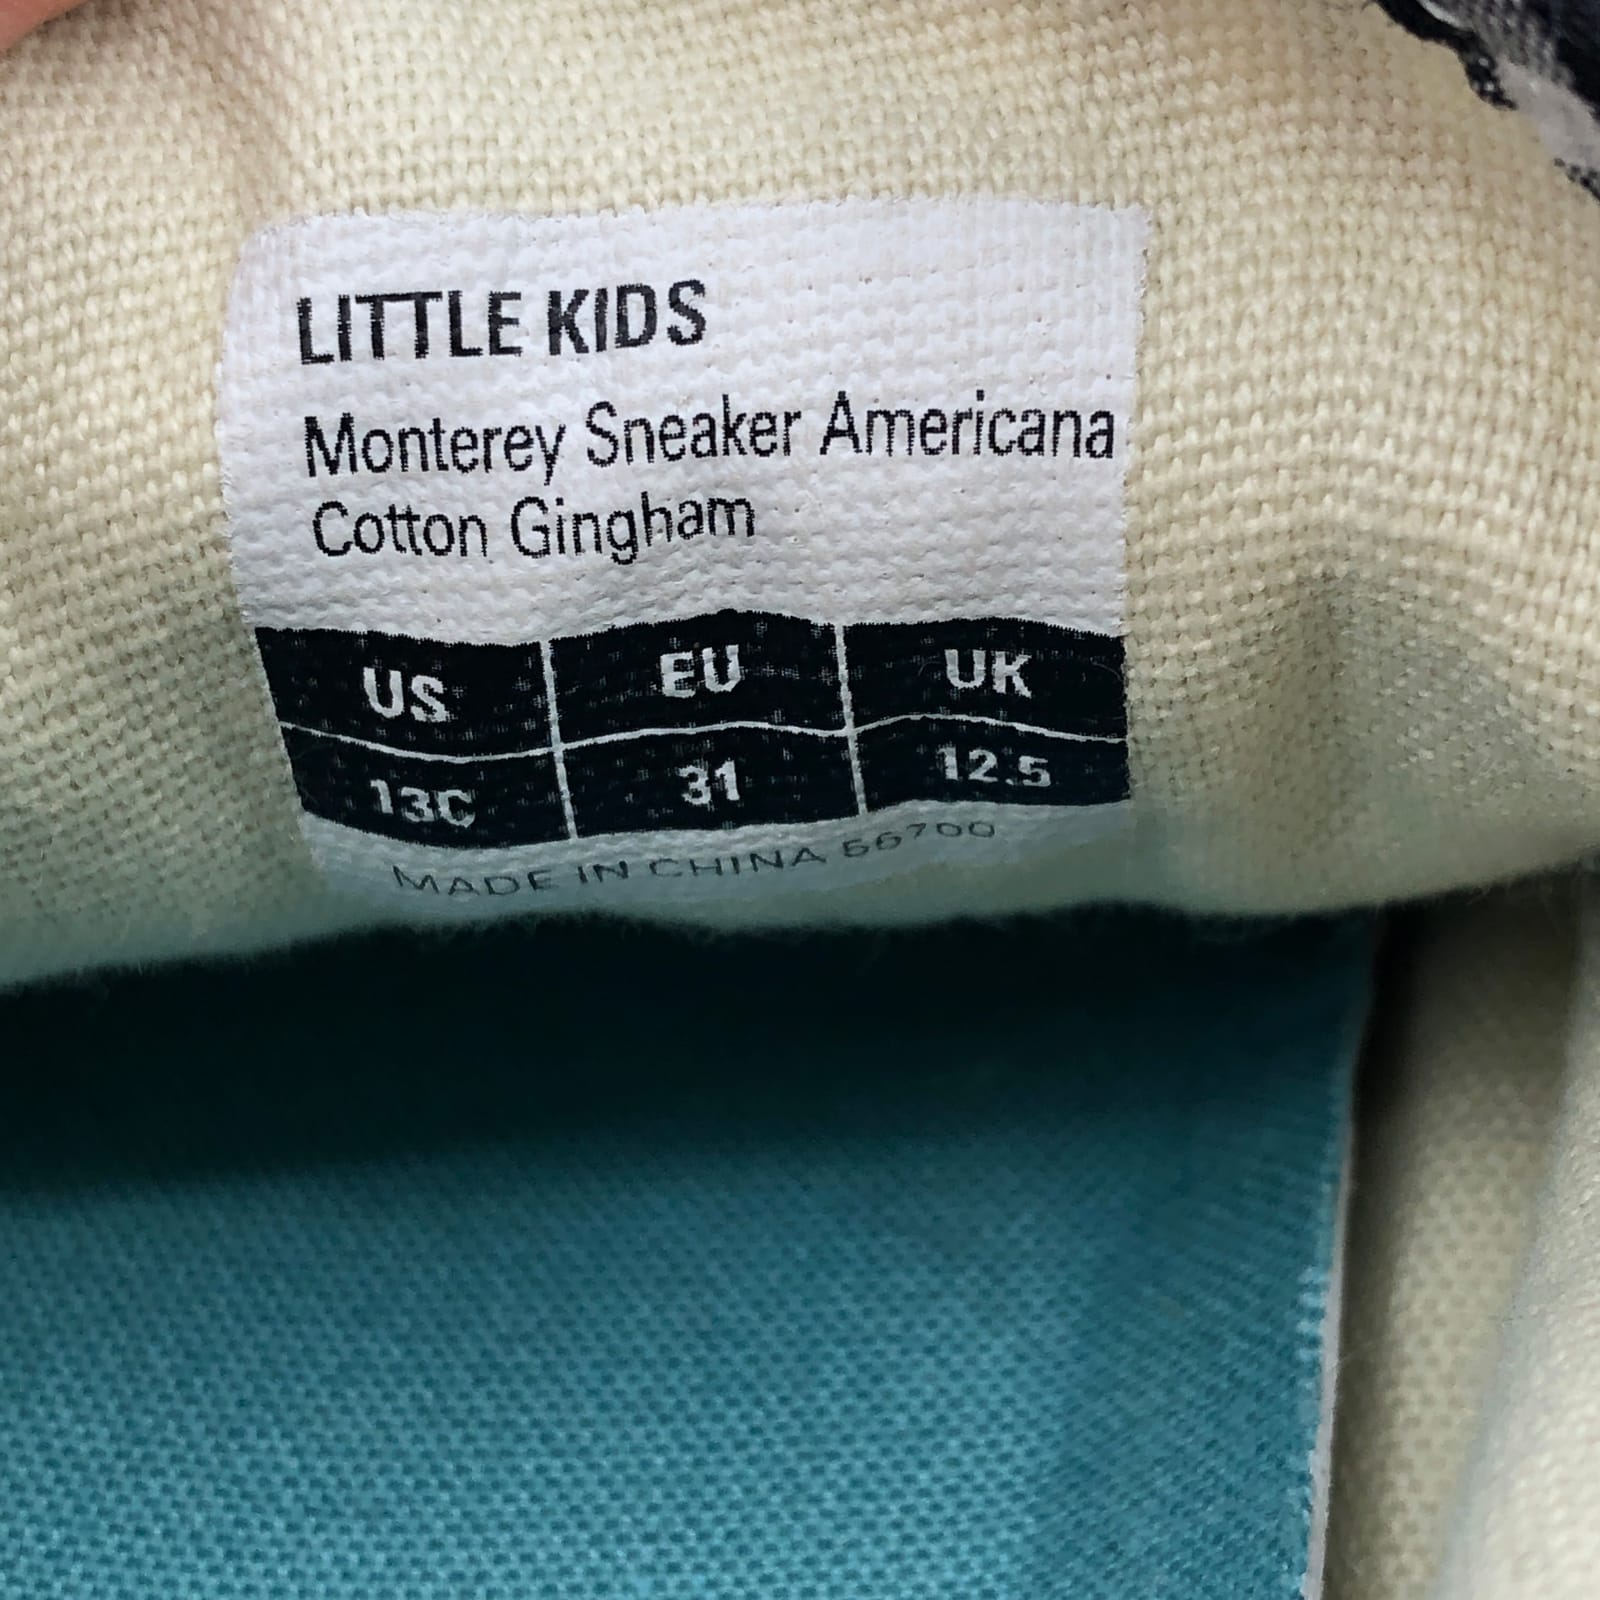 LITTLE KIDS
Monterey Sneaker Americana
Cotton Gingham
US EU UK
13C 31 12.5
MADE IN CHINA 56700